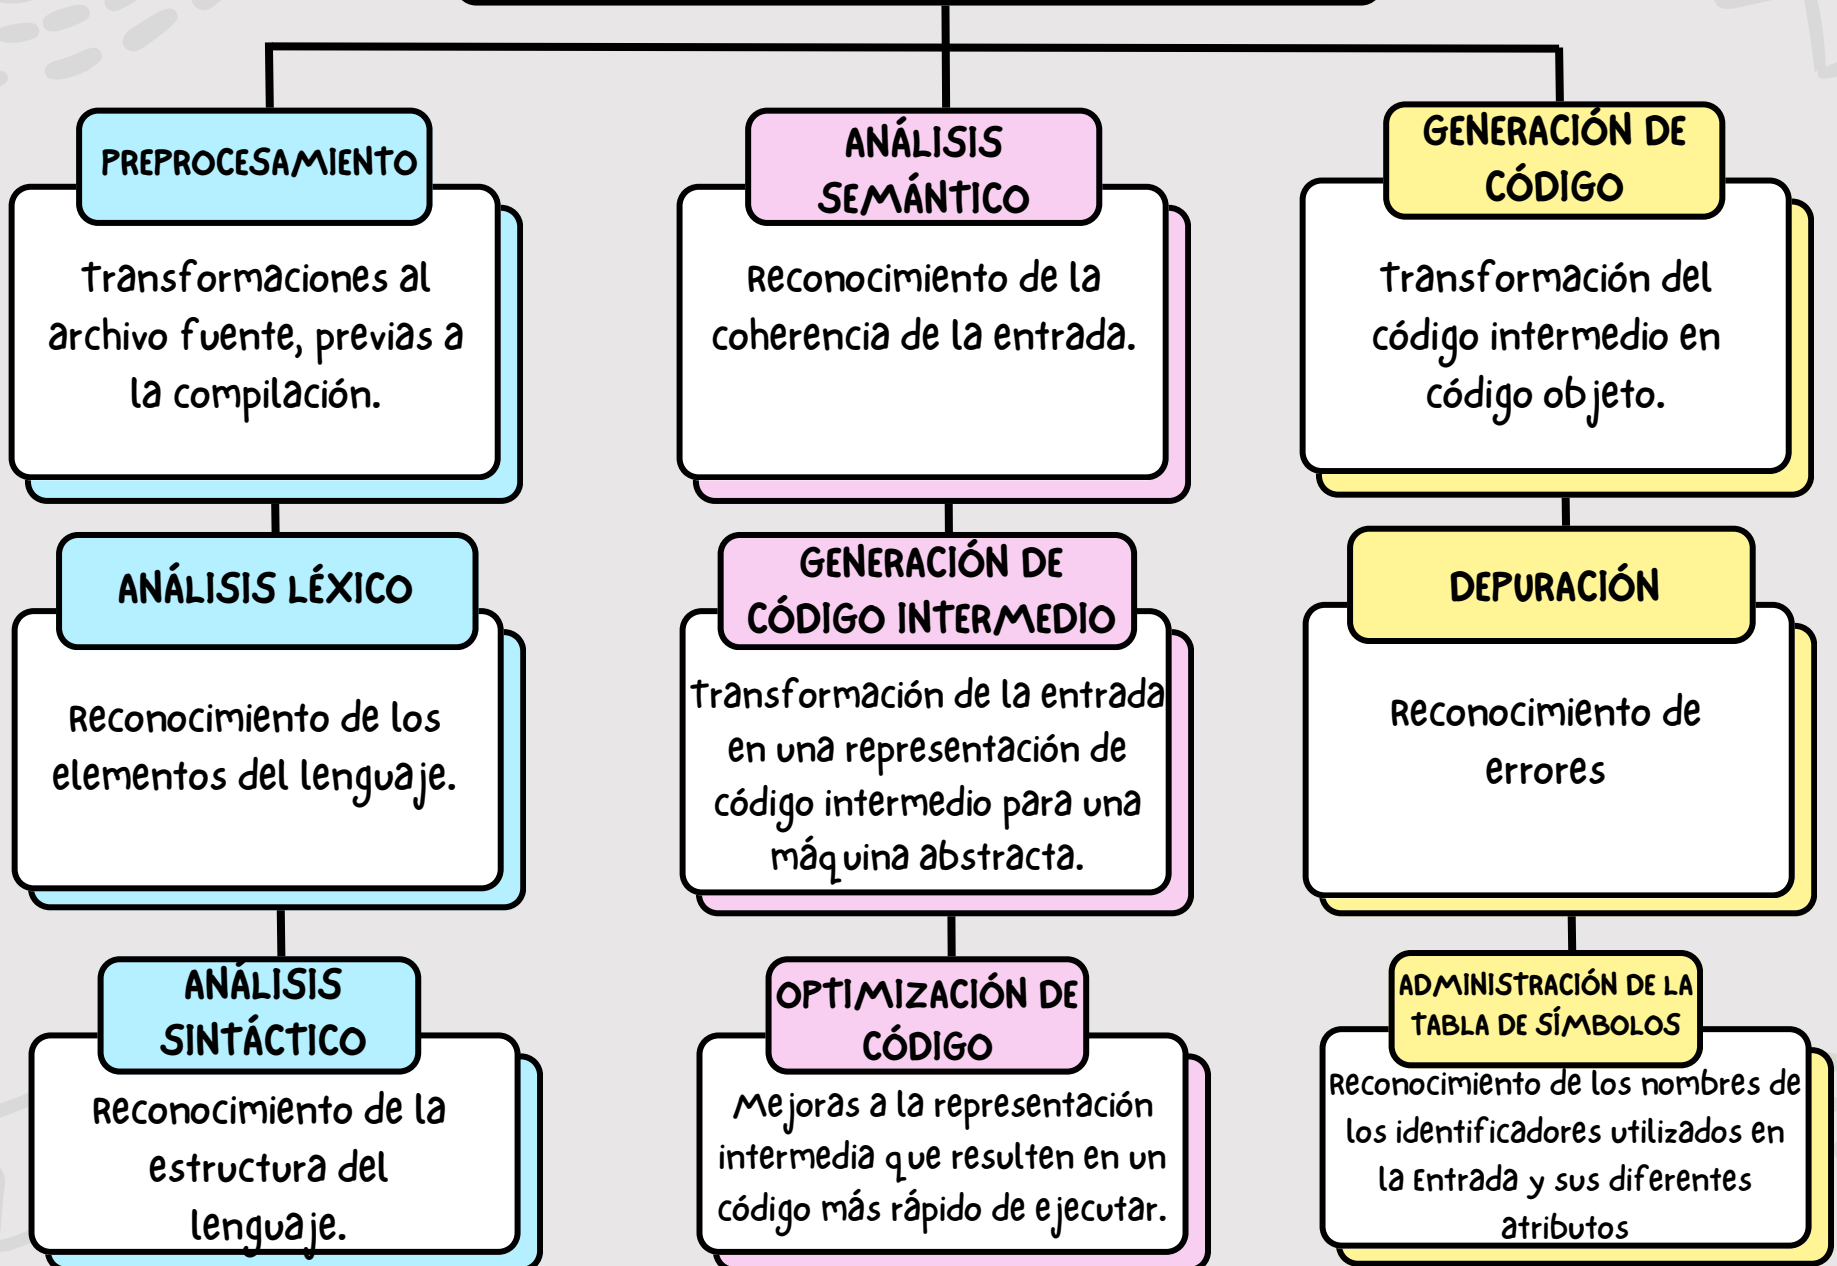 PREPROCESAMIENTO
Transformaciones al
archivo fuente, previas a
la compilación.
ANÁLISIS LÉXICO
Reconocimiento de los
elementos del lenguaje.
ANÁLISIS
SINTÁCTICO
Reconocimiento de la
estructura del
lenguaje.
ANÁLISIS
SEMÁNTICO
Reconocimiento de la
coherencia de la entrada.
GENERACIÓN DE
CÓDIGO INTERMEDIO
Transformación de la entrada
en una representación de
código intermedio para una
máquina abstracta.
OPTIMIZACIÓN DE
CÓDIGO
Mejoras a la representación
intermedia que resulten en un
código más rápido de ejecutar.
GENERACIÓN DE
CÓDIGO
Transformación del
código intermedio en
código objeto.
DEPURACIÓN
Reconocimiento de
errores
ADMINISTRACIÓN DE LA
TABLA DE SÍMBOLOS
Reconocimiento de los nombres de
los identificadores utilizados en
la Entrada y sus diferentes
atributos